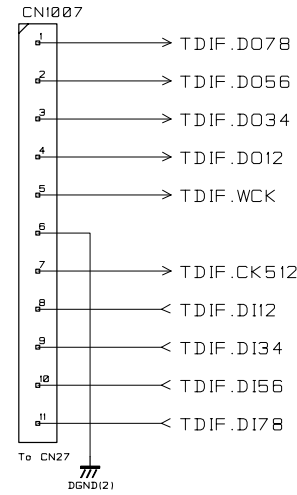 CN1007
1 TDIF.DO78
2 TDIF.DO56
3 TDIF.DO34
4 TDIF.DO12
5 TDIF.WCK
6
7 TDIF.CK512
8 TDIF.DI12
9 TDIF.DI34
10 TDIF.DI56
11 TDIF.DI78
To CN27
DGND(2)